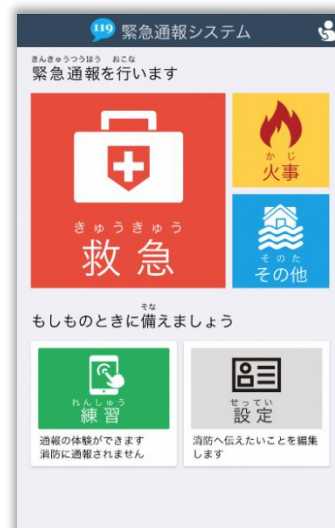 119 緊急通報システム
きんきゅうつうほう おこな
緊急通報を行います
きゅうきゅう
救急
かじ
火事
そのた
その他
そな
もしものときに備えましょう
れんしゅう
練習
通報の体験ができます
消防に通報されません
せってい
設定
消防へ伝えたいことを編集
します